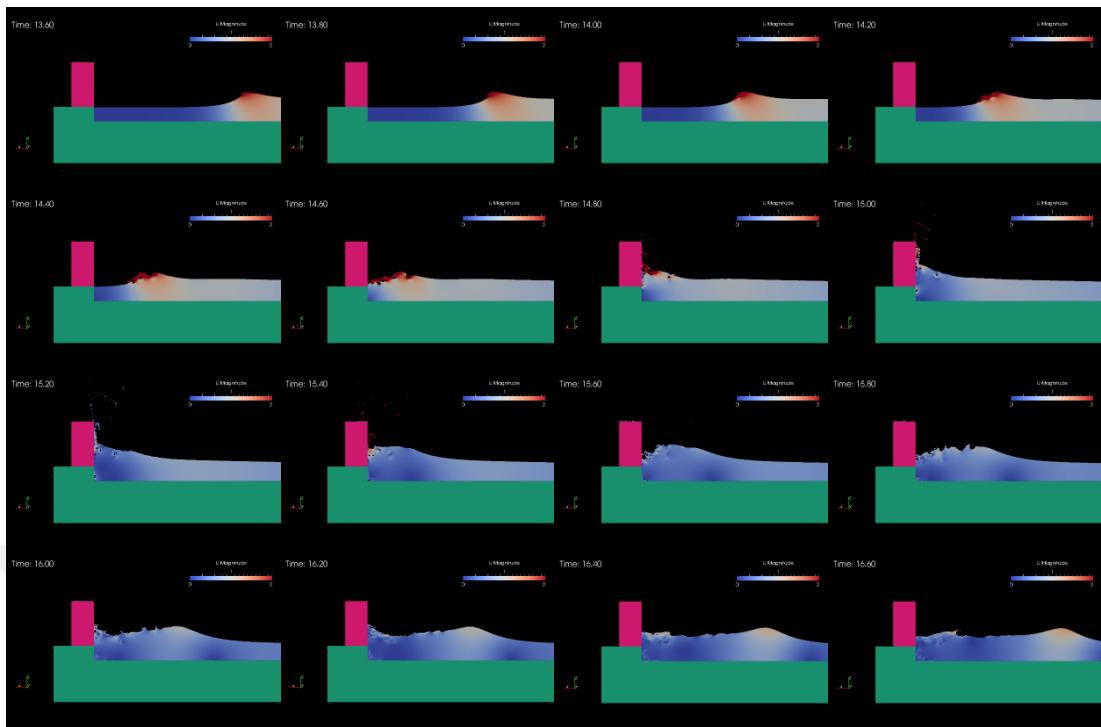 Time: 13.60
U Magnitude
0 2
Time: 13.80
U Magnitude
0 2
Time: 14.00
U Magnitude
0 2
Time: 14.20
U Magnitude
0 2
Time: 14.40
U Magnitude
0 2
Time: 14.60
U Magnitude
0 2
Time: 14.80
U Magnitude
0 2
Time: 15.00
U Magnitude
0 2
Time: 15.20
U Magnitude
0 2
Time: 15.40
U Magnitude
0 2
Time: 15.60
U Magnitude
0 2
Time: 15.80
U Magnitude
0 2
Time: 16.00
U Magnitude
0 2
Time: 16.20
U Magnitude
0 2
Time: 16.40
U Magnitude
0 2
Time: 16.60
U Magnitude
0 2